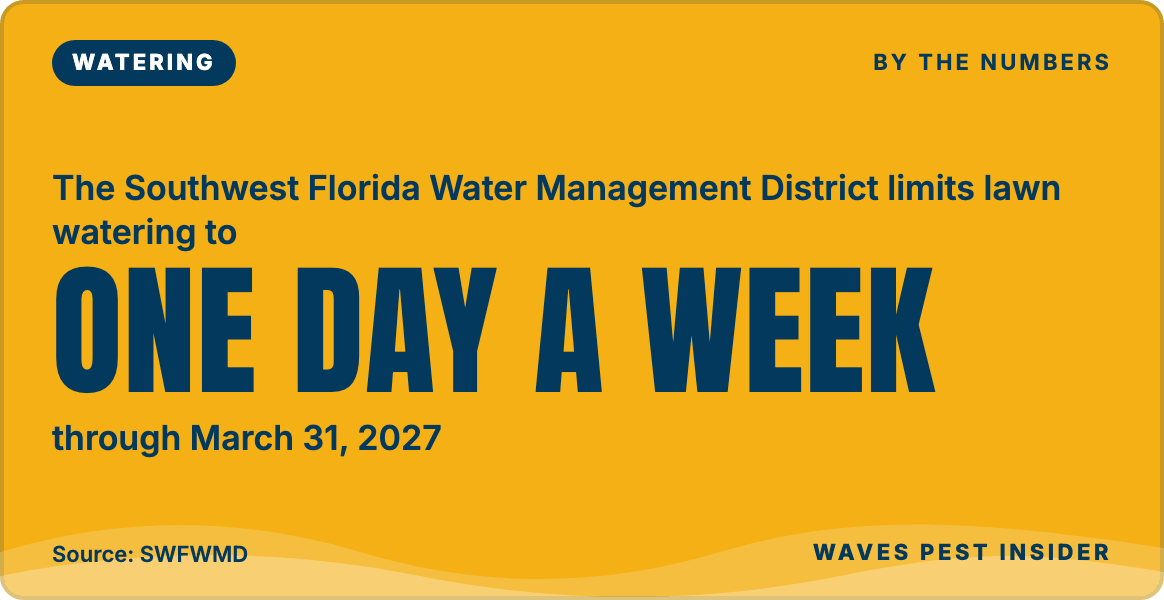 WATERING
BY THE NUMBERS
The Southwest Florida Water Management District limits lawn
watering to
ONE DAY A WEEK
through March 31, 2027
Source: SWFWMD
WAVES PEST INSIDER